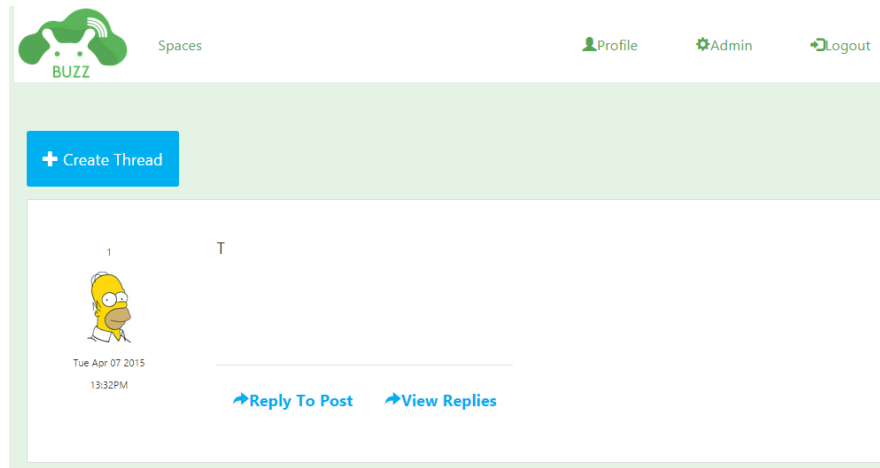 BUZZ
Spaces
Profile
Admin
Logout
Create Thread
1
T
Tue Apr 07 2015
13:32PM
Reply To Post
View Replies